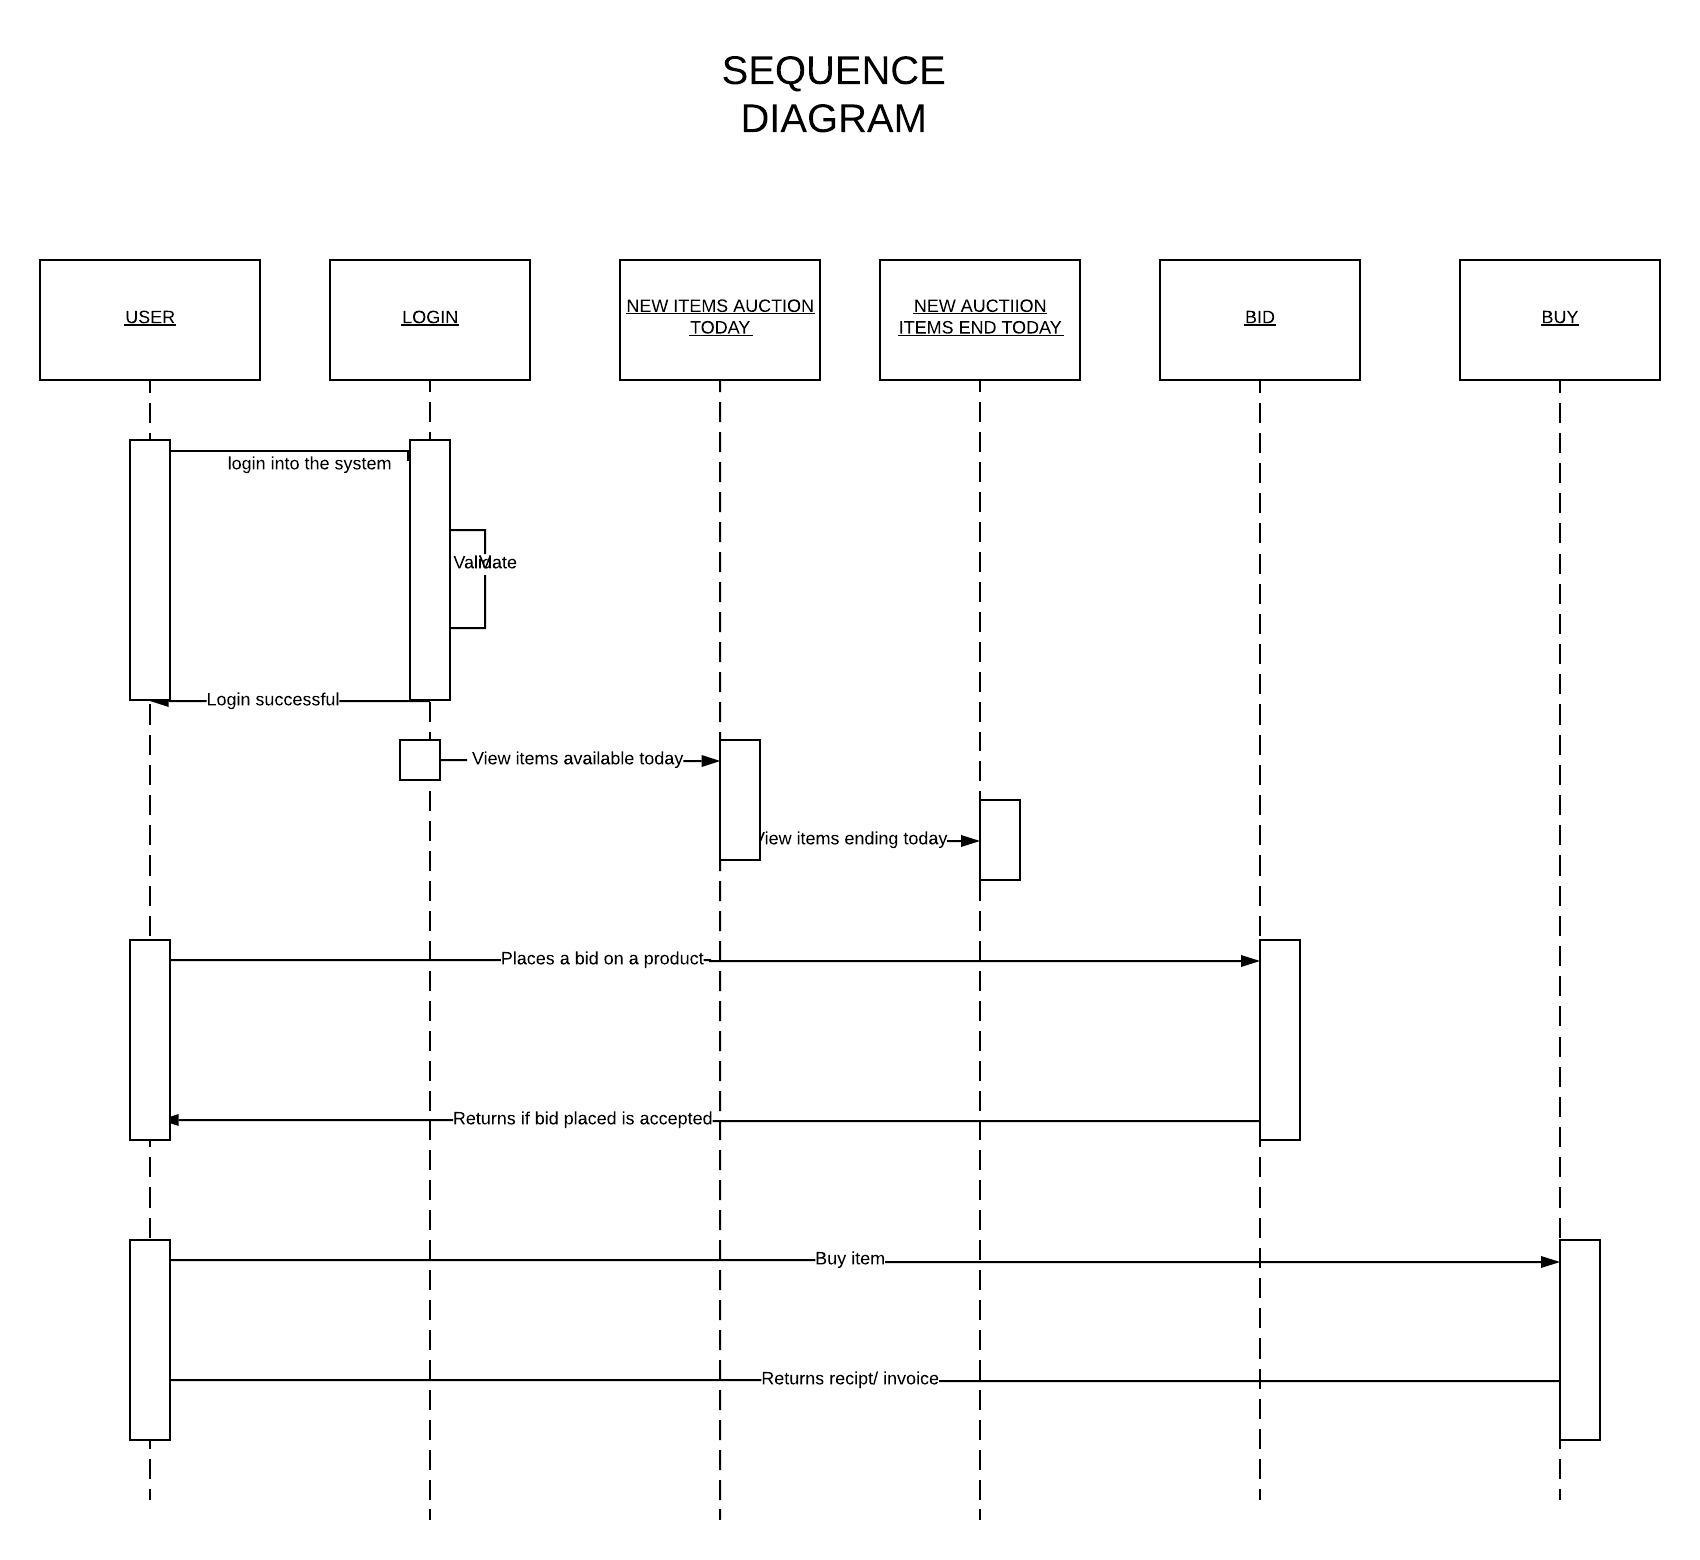 SEQUENCE
DIAGRAM
USER
LOGIN
NEW ITEMS AUCTION
TODAY
NEW AUCTIION
ITEMS END TODAY
BID
BUY
login into the system
Validate
Login successful
View items available today
View items ending today
Places a bid on a product
Returns if bid placed is accepted
Buy item
Returns recipt/ invoice